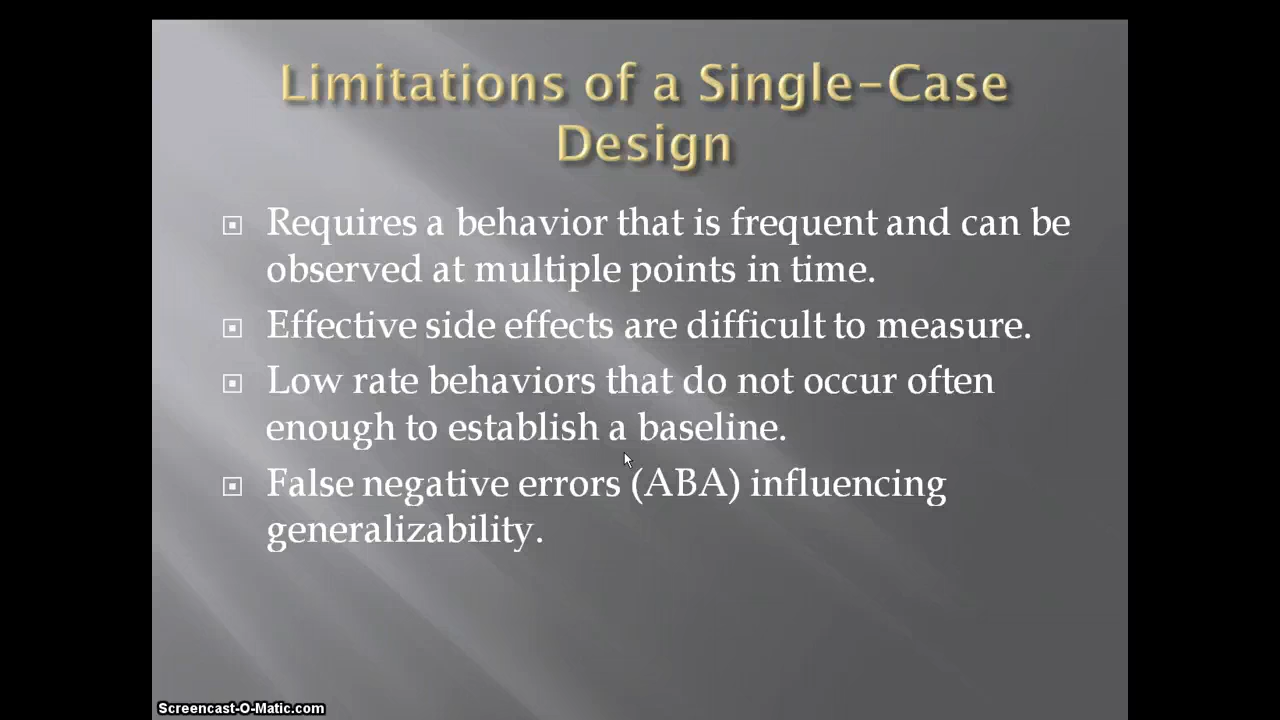 Limitations of a Single-Case
Design
Requires a behavior that is frequent and can be
observed at multiple points in time.
Effective side effects are difficult to measure.
Low rate behaviors that do not occur often
enough to establish a baseline.
False negative errors (ABA) influencing
generalizability.
Screencast-O-Matic.com